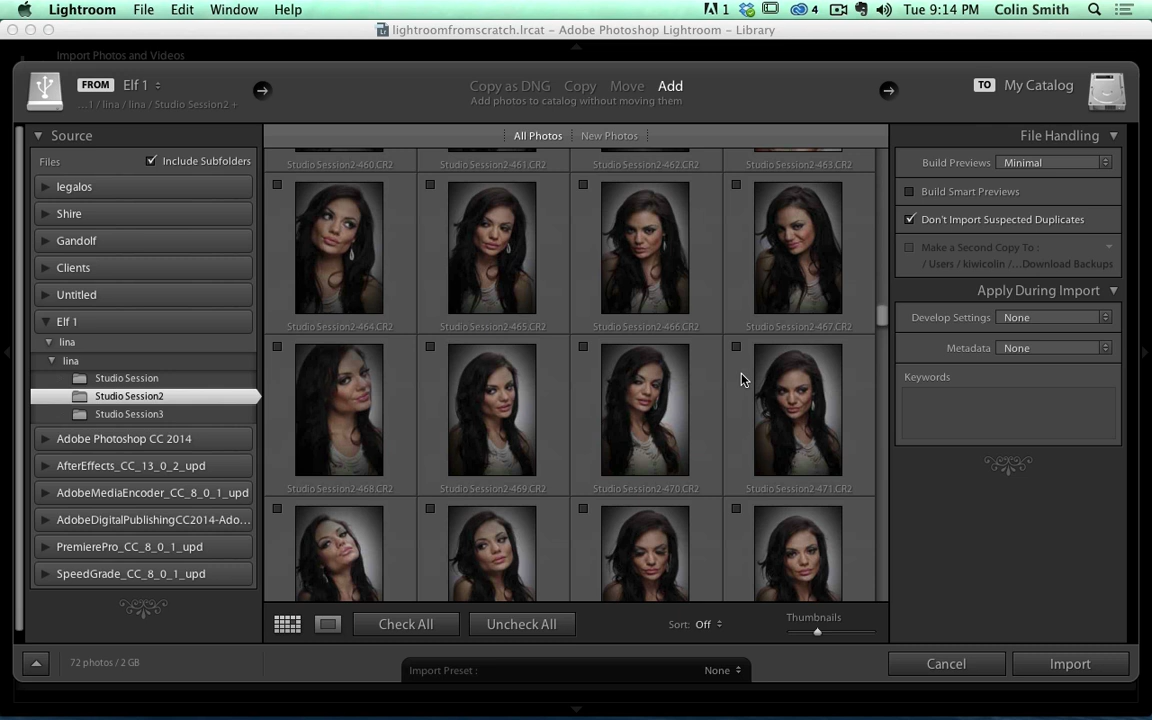 Lightroom File Edit Window Help 1 4 Tue 9:14 PM Colin Smith
lightroomfromscratch.lrcat – Adobe Photoshop Lightroom – Library
Import Photos and Videos
FROM Elf 1
...1 / lina / lina / Studio Session2 +
Copy as DNG Copy Move Add
Add photos to catalog without moving them
TO My Catalog
Source
Files Include Subfolders
legalos
Shire
Gandolf
Clients
Untitled
Elf 1
lina
lina
Studio Session
Studio Session2
Studio Session3
Adobe Photoshop CC 2014
AfterEffects_CC_13_0_2_upd
AdobeMediaEncoder_CC_8_0_1_upd
AdobeDigitalPublishingCC2014-Ado...
PremierePro_CC_8_0_1_upd
SpeedGrade_CC_8_0_1_upd
All Photos New Photos
Studio Session2-460.CR2 Studio Session2-461.CR2 Studio Session2-462.CR2 Studio Session2-463.CR2
Studio Session2-464.CR2 Studio Session2-465.CR2 Studio Session2-466.CR2 Studio Session2-467.CR2
Studio Session2-468.CR2 Studio Session2-469.CR2 Studio Session2-470.CR2 Studio Session2-471.CR2
Check All Uncheck All Sort: Off Thumbnails
File Handling
Build Previews Minimal
Build Smart Previews
Don't Import Suspected Duplicates
Make a Second Copy To :
/ Users / kiwicolin /...Download Backups
Apply During Import
Develop Settings None
Metadata None
Keywords
72 photos / 2 GB
Import Preset : None
Cancel Import